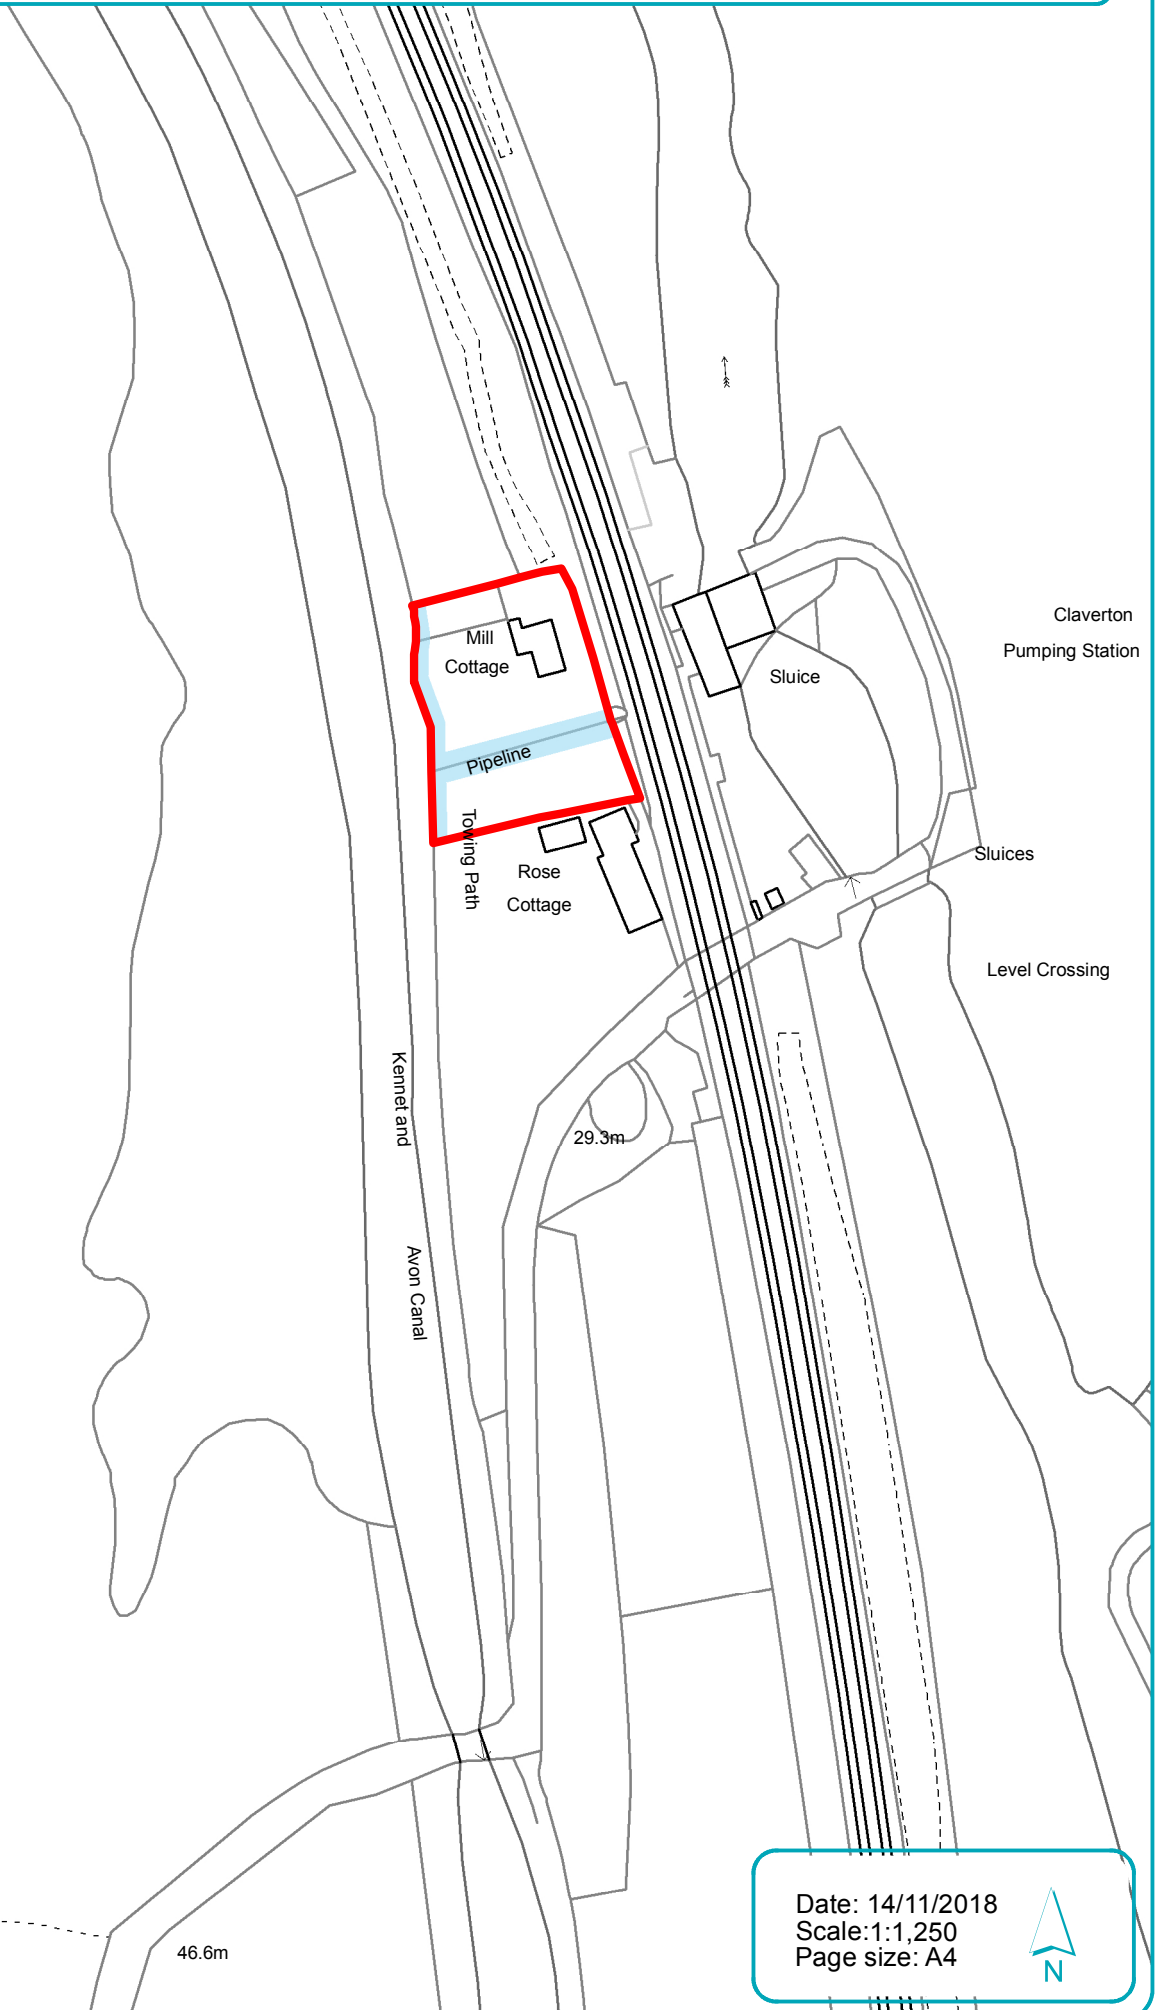 Claverton
Pumping Station
Mill
Cottage
Sluice
Pipeline
Towing Path
Sluices
Rose
Cottage
Level Crossing
Kennet and
29.3m
Avon Canal
46.6m
Date: 14/11/2018
Scale:1:1,250
Page size: A4
N